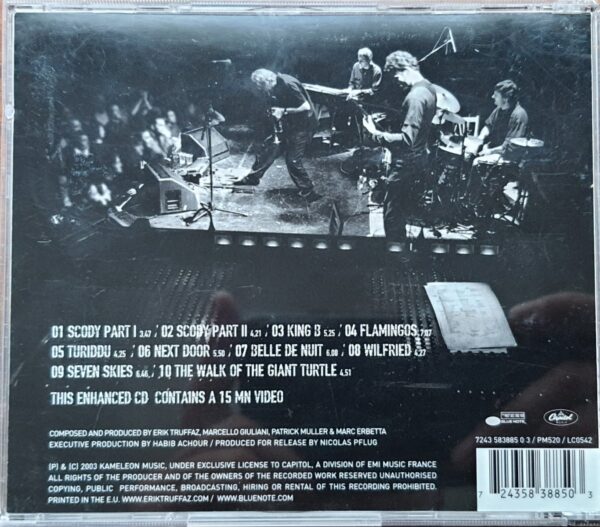 01 SCODY PART I 3.47 / 02 SCODY PART II 4.21 / 03 KING B 5.25 / 04 FLAMINGOS 7.07
05 TURIDDU 4.25 / 06 NEXT DOOR 5.50 / 07 BELLE DE NUIT 6.00 / 08 WILFRIED 4.27
09 SEVEN SKIES 6.46 / 10 THE WALK OF THE GIANT TURTLE 4.51
THIS ENHANCED CD CONTAINS A 15 MN VIDEO
COMPOSED AND PRODUCED BY ERIK TRUFFAZ, MARCELLO GIULIANI, PATRICK MULLER & MARC ERBETTA
EXECUTIVE PRODUCTION BY HABIB ACHOUR / PRODUCED FOR RELEASE BY NICOLAS PFLUG
BLUE NOTE
Capitol
7243 583885 0 3 / PM520 / LC0542
(P) & (C) 2003 KAMELEON MUSIC, UNDER EXCLUSIVE LICENSE TO CAPITOL, A DIVISION OF EMI MUSIC FRANCE
ALL RIGHTS OF THE PRODUCER AND OF THE OWNERS OF THE RECORDED WORK RESERVED UNAUTHORISED
COPYING, PUBLIC PERFORMANCE, BROADCASTING, HIRING OR RENTAL OF THIS RECORDING PROHIBITED.
PRINTED IN THE E.U. WWW.ERIKTRUFFAZ.COM / WWW.BLUENOTE.COM
7 24358 38850 3